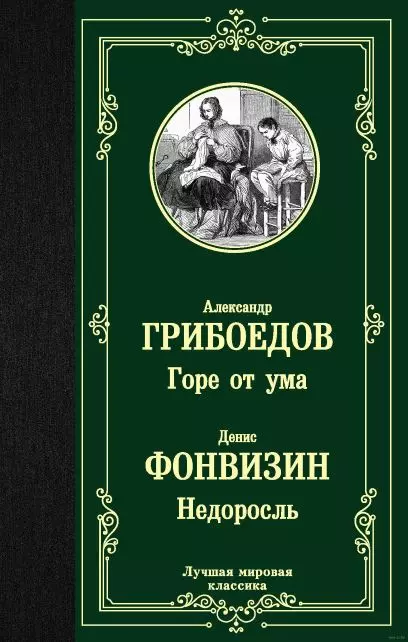 Александр
ГРИБОЕДОВ
Горе от ума
Денис
ФОНВИЗИН
Недоросль
Лучшая мировая
классика